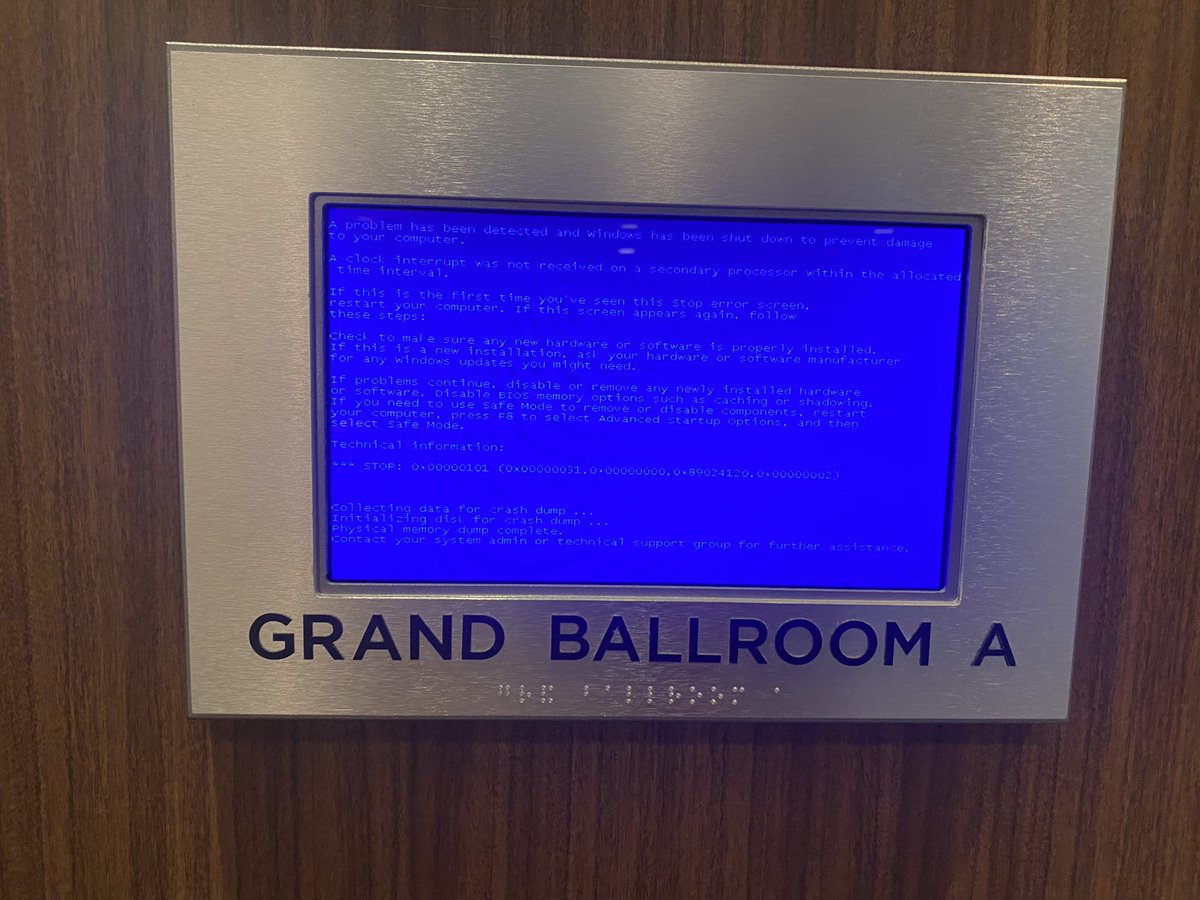 A problem has been detected and Windows has been shut down to prevent damage
to your computer.
A clock interrupt was not received on a secondary processor within the allocated
time interval.
If this is the first time you've seen this Stop error screen,
restart your computer. If this screen appears again, follow
these steps:
Check to make sure any new hardware or software is properly installed.
If this is a new installation, ask your hardware or software manufacturer
for any Windows updates you might need.
If problems continue, disable or remove any newly installed hardware
or software. Disable BIOS memory options such as caching or shadowing.
If you need to use Safe Mode to remove or disable components, restart
your computer, press F8 to select Advanced Startup Options, and then
select Safe Mode.
Technical information:
*** STOP: 0x00000101 (0x00000031,0x00000000,0x89024120,0x00000002)
Collecting data for crash dump ...
Initializing disk for crash dump ...
Physical memory dump complete.
Contact your system admin or technical support group for further assistance.
GRAND BALLROOM A